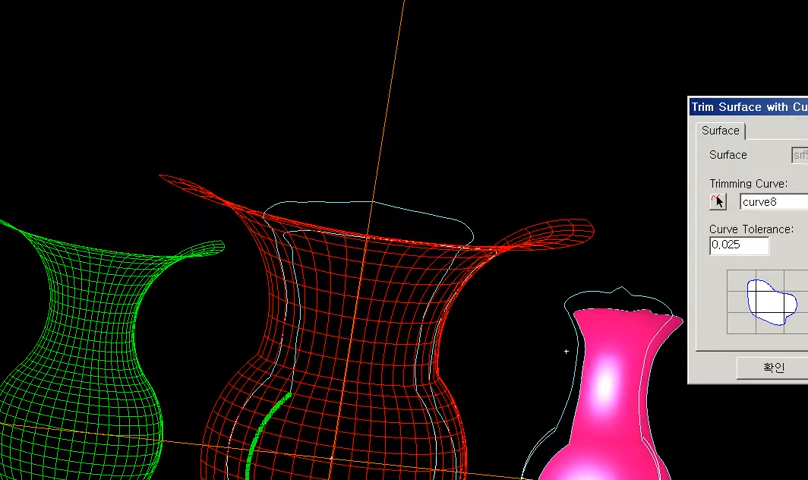 Trim Surface with Cu
Surface
Surface
Trimming Curve:
curve8
Curve Tolerance:
0,025
확인